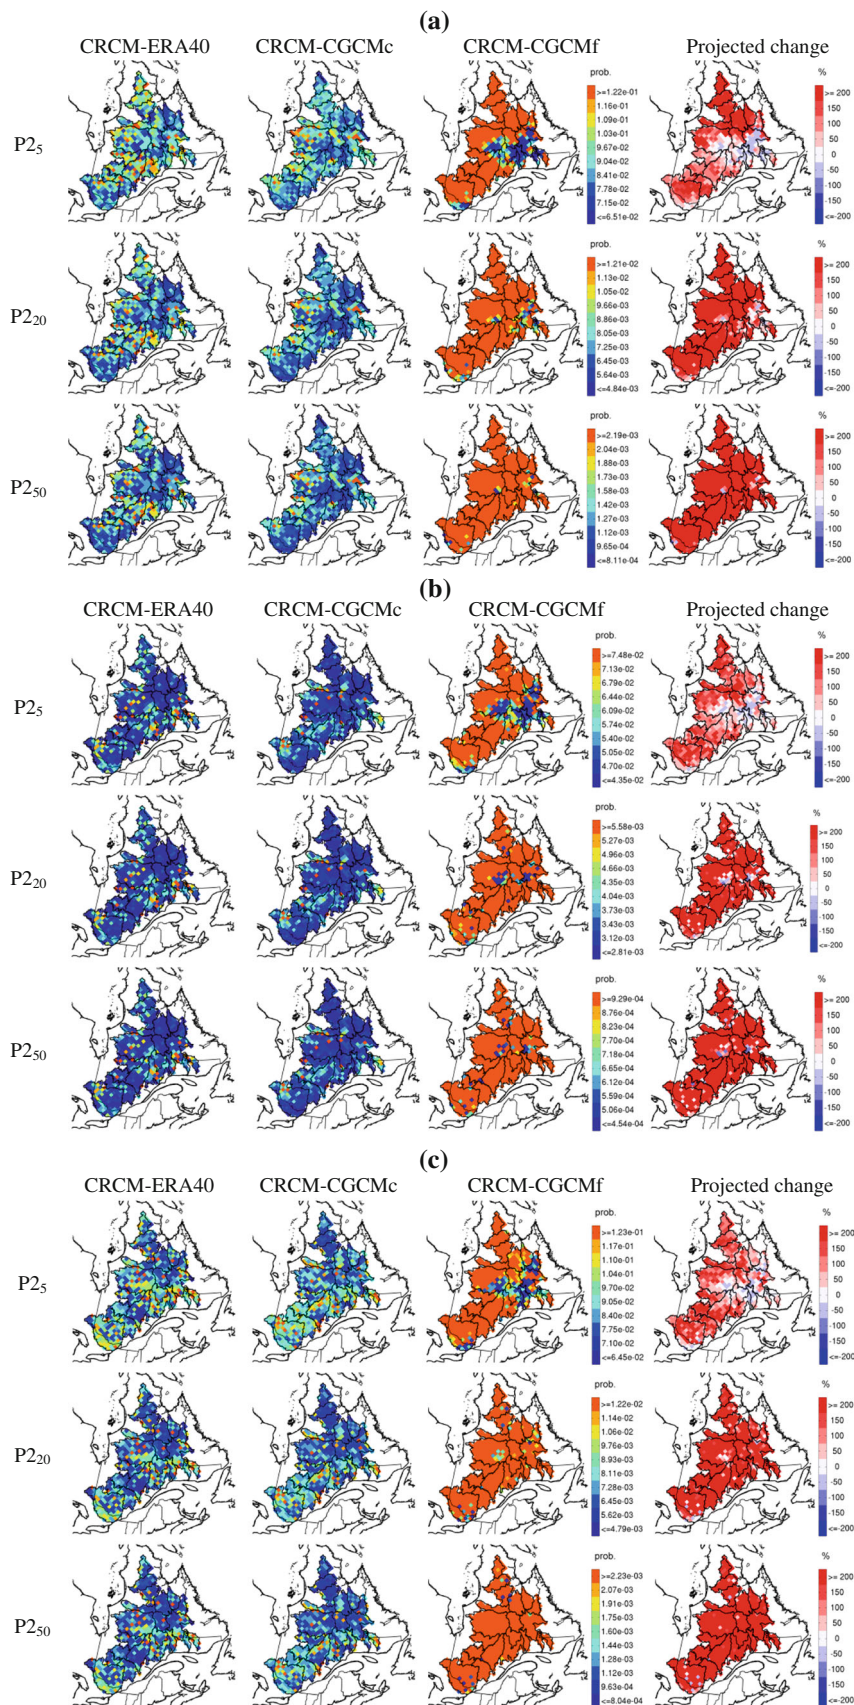 (a)
CRCM-ERA40 CRCM-CGCMc CRCM-CGCMf Projected change
P2₅
prob.
>=1.22e-01
1.16e-01
1.09e-01
1.03e-01
9.67e-02
9.04e-02
8.41e-02
7.78e-02
7.15e-02
<=6.51e-02
%
>= 200
150
100
50
0
-50
-100
-150
<=-200
P2₂₀
prob.
>=1.21e-02
1.13e-02
1.05e-02
9.66e-03
8.86e-03
8.05e-03
7.25e-03
6.45e-03
5.64e-03
<=4.84e-03
%
>= 200
150
100
50
0
-50
-100
-150
<=-200
P2₅₀
prob.
>=2.19e-03
2.04e-03
1.88e-03
1.73e-03
1.58e-03
1.42e-03
1.27e-03
1.12e-03
9.65e-04
<=8.11e-04
%
>= 200
150
100
50
0
-50
-100
-150
<=-200
(b)
CRCM-ERA40 CRCM-CGCMc CRCM-CGCMf Projected change
P2₅
prob.
>=7.48e-02
7.13e-02
6.79e-02
6.44e-02
6.09e-02
5.74e-02
5.40e-02
5.05e-02
4.70e-02
<=4.35e-02
%
>= 200
150
100
50
0
-50
-100
-150
<=-200
P2₂₀
prob.
>=5.58e-03
5.27e-03
4.96e-03
4.66e-03
4.35e-03
4.04e-03
3.73e-03
3.43e-03
3.12e-03
<=2.81e-03
%
>= 200
150
100
50
0
-50
-100
-150
<=-200
P2₅₀
prob.
>=9.29e-04
8.76e-04
8.23e-04
7.70e-04
7.18e-04
6.65e-04
6.12e-04
5.59e-04
5.06e-04
<=4.54e-04
%
>= 200
150
100
50
0
-50
-100
-150
<=-200
(c)
CRCM-ERA40 CRCM-CGCMc CRCM-CGCMf Projected change
P2₅
prob.
>=1.23e-01
1.17e-01
1.10e-01
1.04e-01
9.70e-02
9.05e-02
8.40e-02
7.75e-02
7.10e-02
<=6.45e-02
%
>= 200
150
100
50
0
-50
-100
-150
<=-200
P2₂₀
prob.
>=1.22e-02
1.14e-02
1.06e-02
9.76e-03
8.93e-03
8.11e-03
7.28e-03
6.45e-03
5.62e-03
<=4.79e-03
%
>= 200
150
100
50
0
-50
-100
-150
<=-200
P2₅₀
prob.
>=2.23e-03
2.07e-03
1.91e-03
1.75e-03
1.60e-03
1.44e-03
1.28e-03
1.12e-03
9.63e-04
<=8.04e-04
%
>= 200
150
100
50
0
-50
-100
-150
<=-200